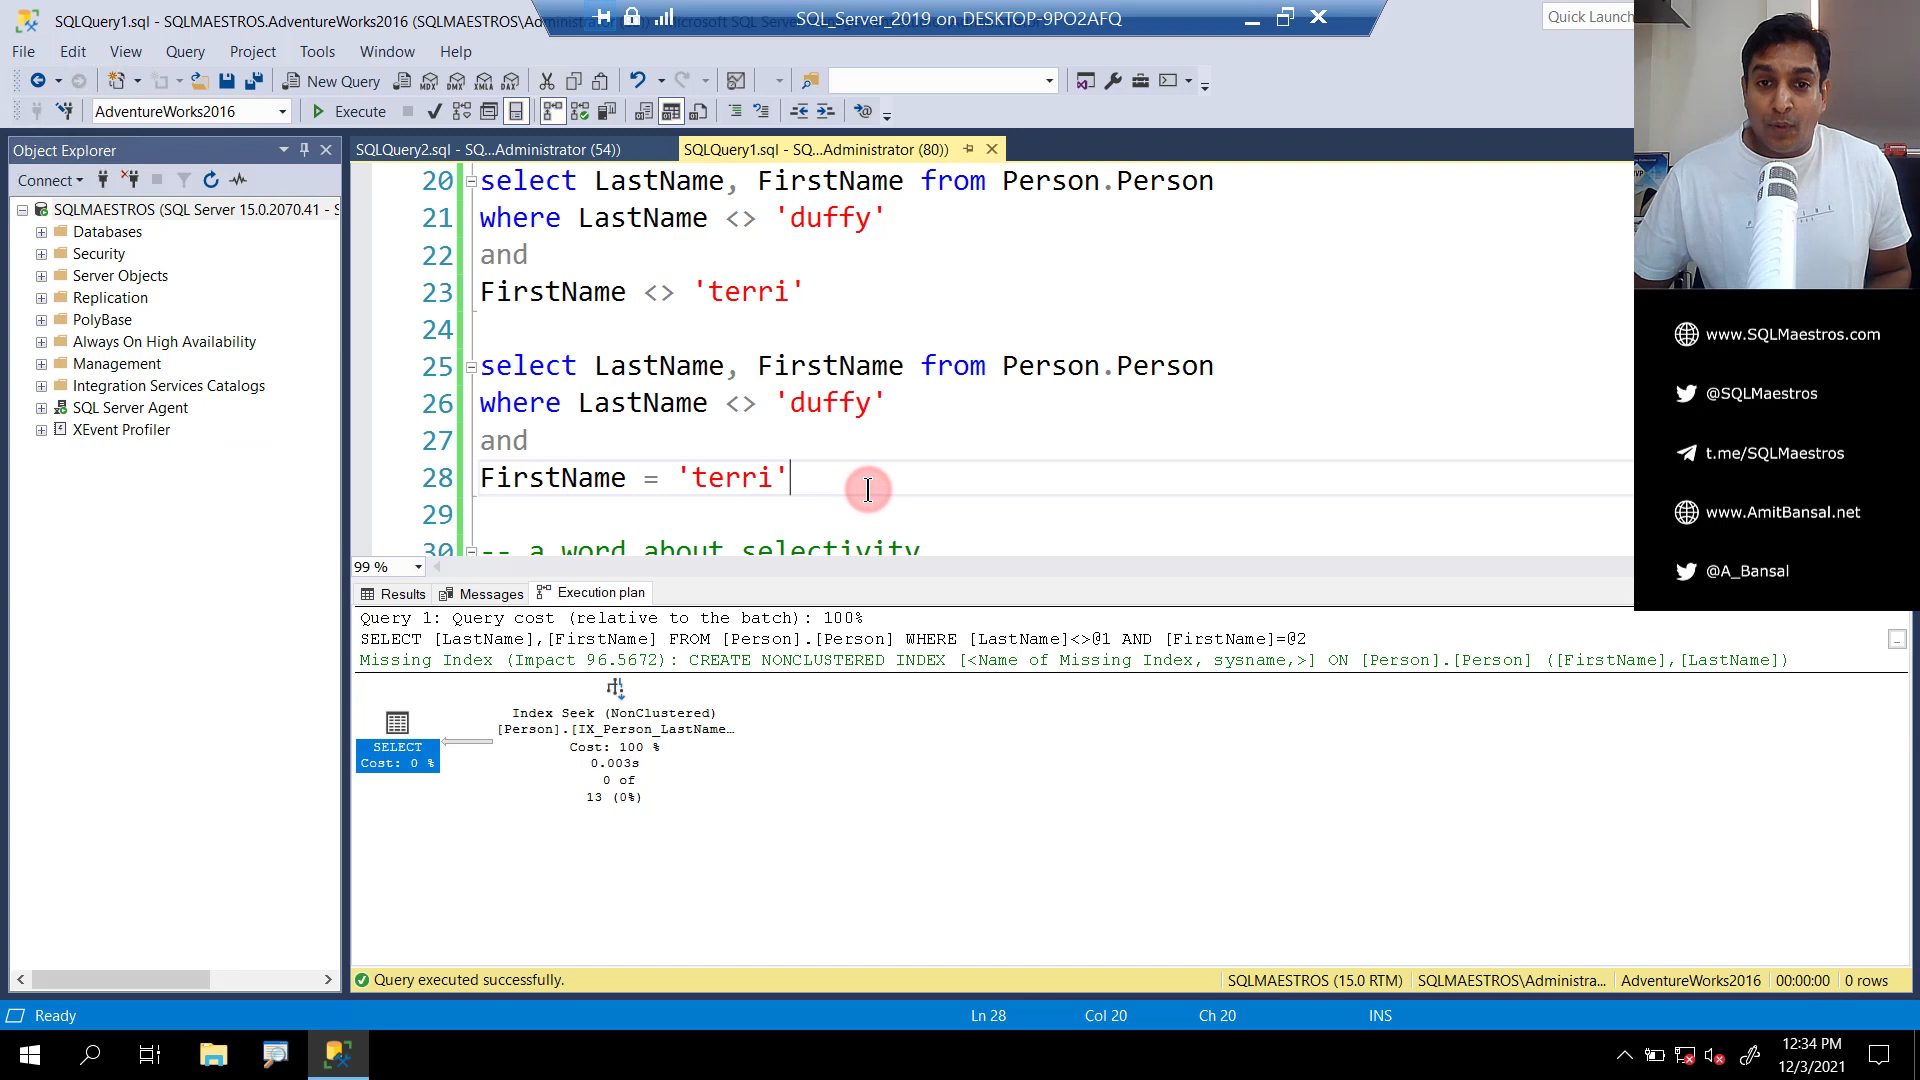 SQLQuery1.sql - SQLMAESTROS.AdventureWorks2016 (SQLMAESTROS\Administrator
SQL_Server_2019 on DESKTOP-9PO2AFQ
Quick Launch
File Edit View Query Project Tools Window Help
New Query
AdventureWorks2016
Execute
Object Explorer
Connect
SQLMAESTROS (SQL Server 15.0.2070.41 - S
Databases
Security
Server Objects
Replication
PolyBase
Always On High Availability
Management
Integration Services Catalogs
SQL Server Agent
XEvent Profiler
SQLQuery2.sql - SQ...Administrator (54))
SQLQuery1.sql - SQ...Administrator (80))
20 select LastName, FirstName from Person.Person
21 where LastName <> 'duffy'
22 and
23 FirstName <> 'terri'
24
25 select LastName, FirstName from Person.Person
26 where LastName <> 'duffy'
27 and
28 FirstName = 'terri'
29
30 -- a word about selectivity
99 %
Results Messages Execution plan
Query 1: Query cost (relative to the batch): 100%
SELECT [LastName],[FirstName] FROM [Person].[Person] WHERE [LastName]<>@1 AND [FirstName]=@2
Missing Index (Impact 96.5672): CREATE NONCLUSTERED INDEX [<Name of Missing Index, sysname,>] ON [Person].[Person] ([FirstName],[LastName])
SELECT
Cost: 0 %
Index Seek (NonClustered)
[Person].[IX_Person_LastName…
Cost: 100 %
0.003s
0 of
13 (0%)
www.SQLMaestros.com
@SQLMaestros
t.me/SQLMaestros
www.AmitBansal.net
@A_Bansal
Query executed successfully.
SQLMAESTROS (15.0 RTM) SQLMAESTROS\Administra... AdventureWorks2016 00:00:00 0 rows
Ready
Ln 28 Col 20 Ch 20 INS
12:34 PM
12/3/2021